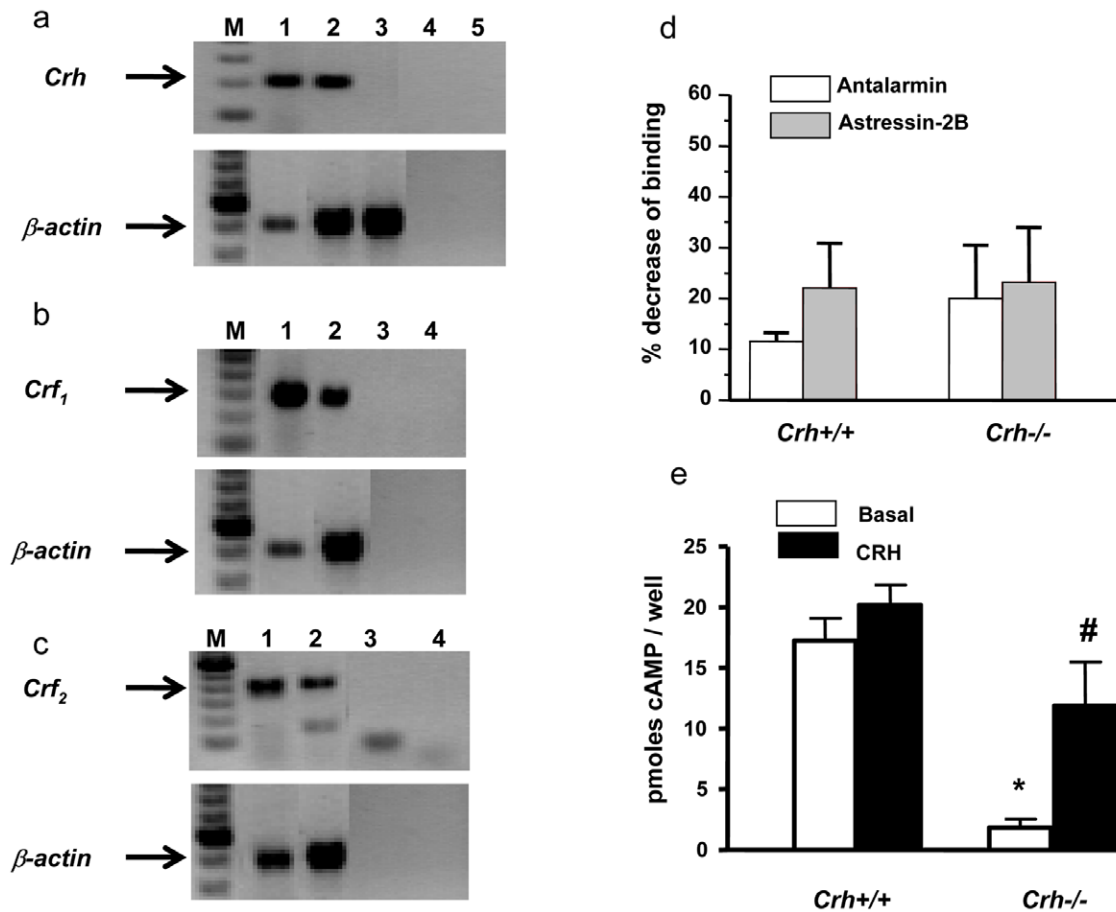 a
M 1 2 3 4 5
Crh
β-actin
b
M 1 2 3 4
Crf1
β-actin
c
M 1 2 3 4
Crf2
β-actin
d
Antalarmin
Astressin-2B
% decrease of binding
60
50
40
30
20
10
0
Crh+/+ Crh-/-
e
Basal
CRH
pmoles cAMP / well
25
20
15
10
5
0
#
*
Crh+/+ Crh-/-